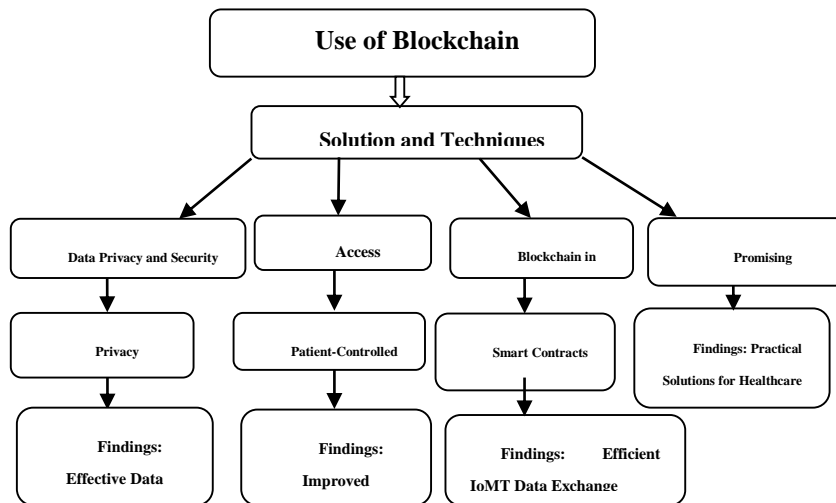 Use of Blockchain
Solution and Techniques
Data Privacy and Security
Access
Blockchain in
Promising
Privacy
Patient-Controlled
Smart Contracts
Findings: Practical
Solutions for Healthcare
Findings:
Effective Data
Findings:
Improved
Findings: Efficient
IoMT Data Exchange